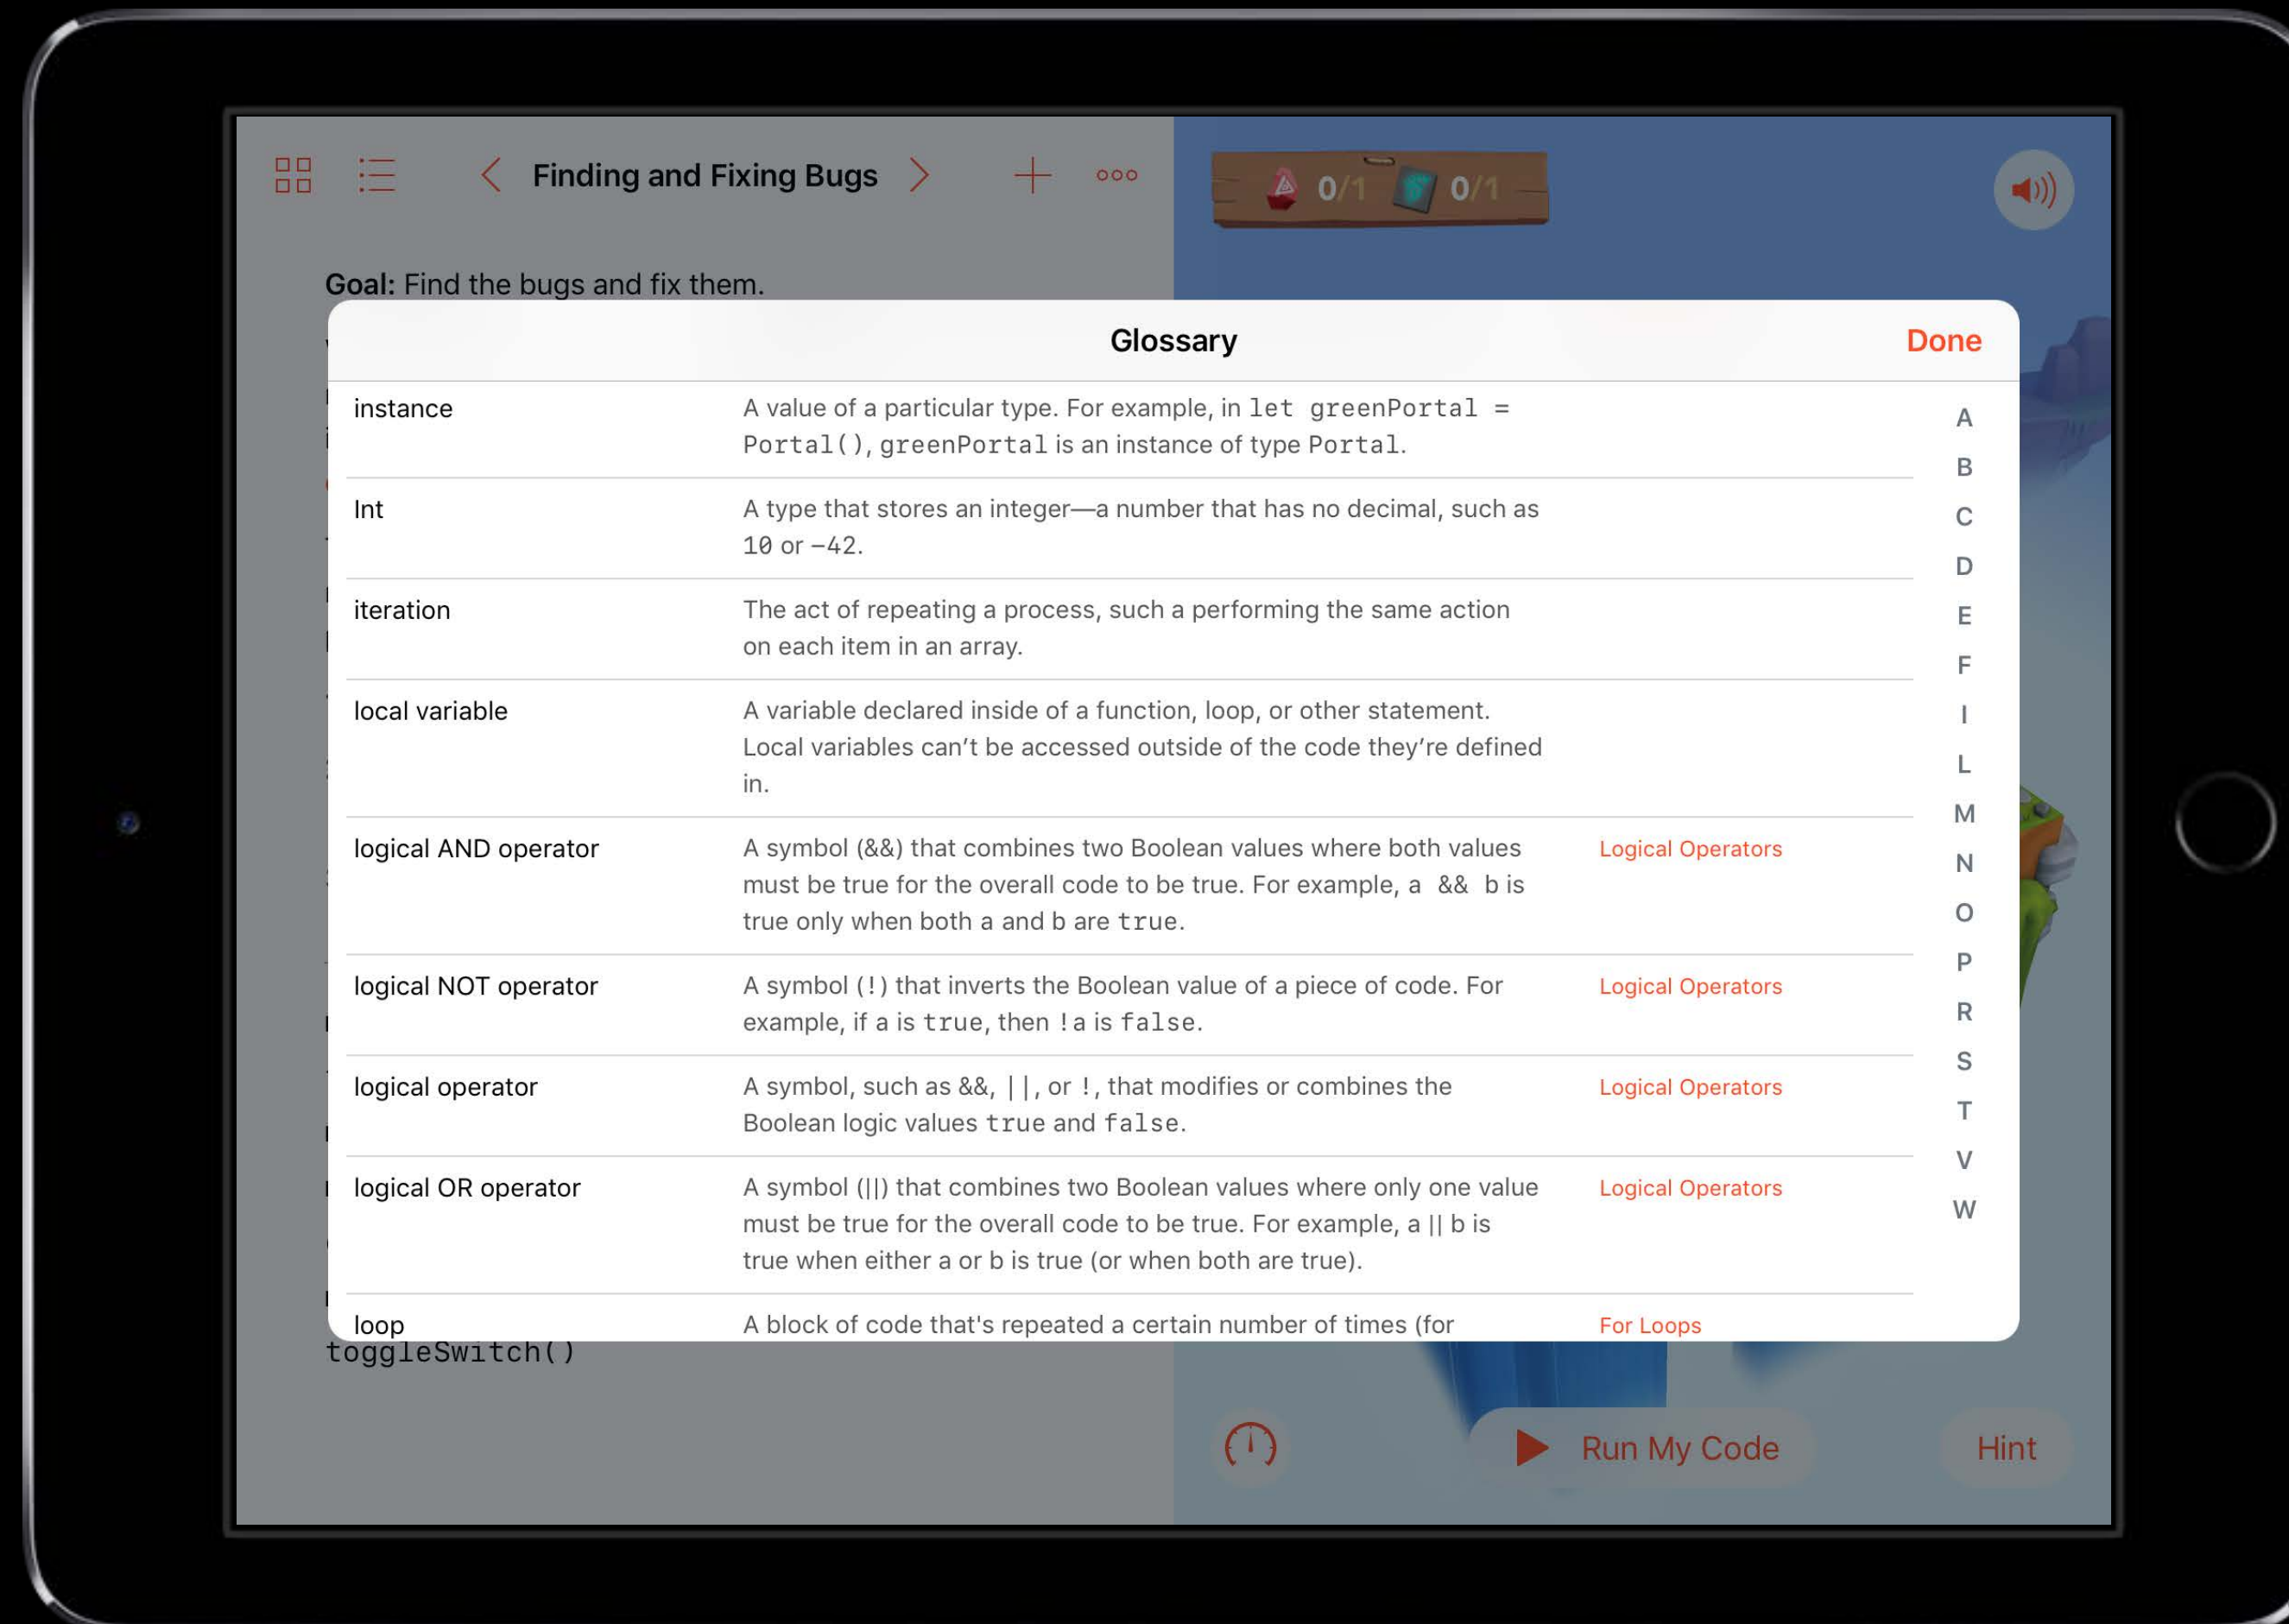 Finding and Fixing Bugs
0/1 0/1
Goal: Find the bugs and fix them.
Glossary
Done
instance
A value of a particular type. For example, in let greenPortal =
Portal(), greenPortal is an instance of type Portal.
Int
A type that stores an integer—a number that has no decimal, such as
10 or –42.
iteration
The act of repeating a process, such a performing the same action
on each item in an array.
local variable
A variable declared inside of a function, loop, or other statement.
Local variables can’t be accessed outside of the code they’re defined
in.
logical AND operator
A symbol (&&) that combines two Boolean values where both values
must be true for the overall code to be true. For example, a && b is
true only when both a and b are true.
Logical Operators
logical NOT operator
A symbol (!) that inverts the Boolean value of a piece of code. For
example, if a is true, then !a is false.
Logical Operators
logical operator
A symbol, such as &&, ||, or !, that modifies or combines the
Boolean logic values true and false.
Logical Operators
logical OR operator
A symbol (||) that combines two Boolean values where only one value
must be true for the overall code to be true. For example, a || b is
true when either a or b is true (or when both are true).
Logical Operators
loop
A block of code that's repeated a certain number of times (for
For Loops
A
B
C
D
E
F
I
L
M
N
O
P
R
S
T
V
W
toggleSwitch()
Run My Code
Hint